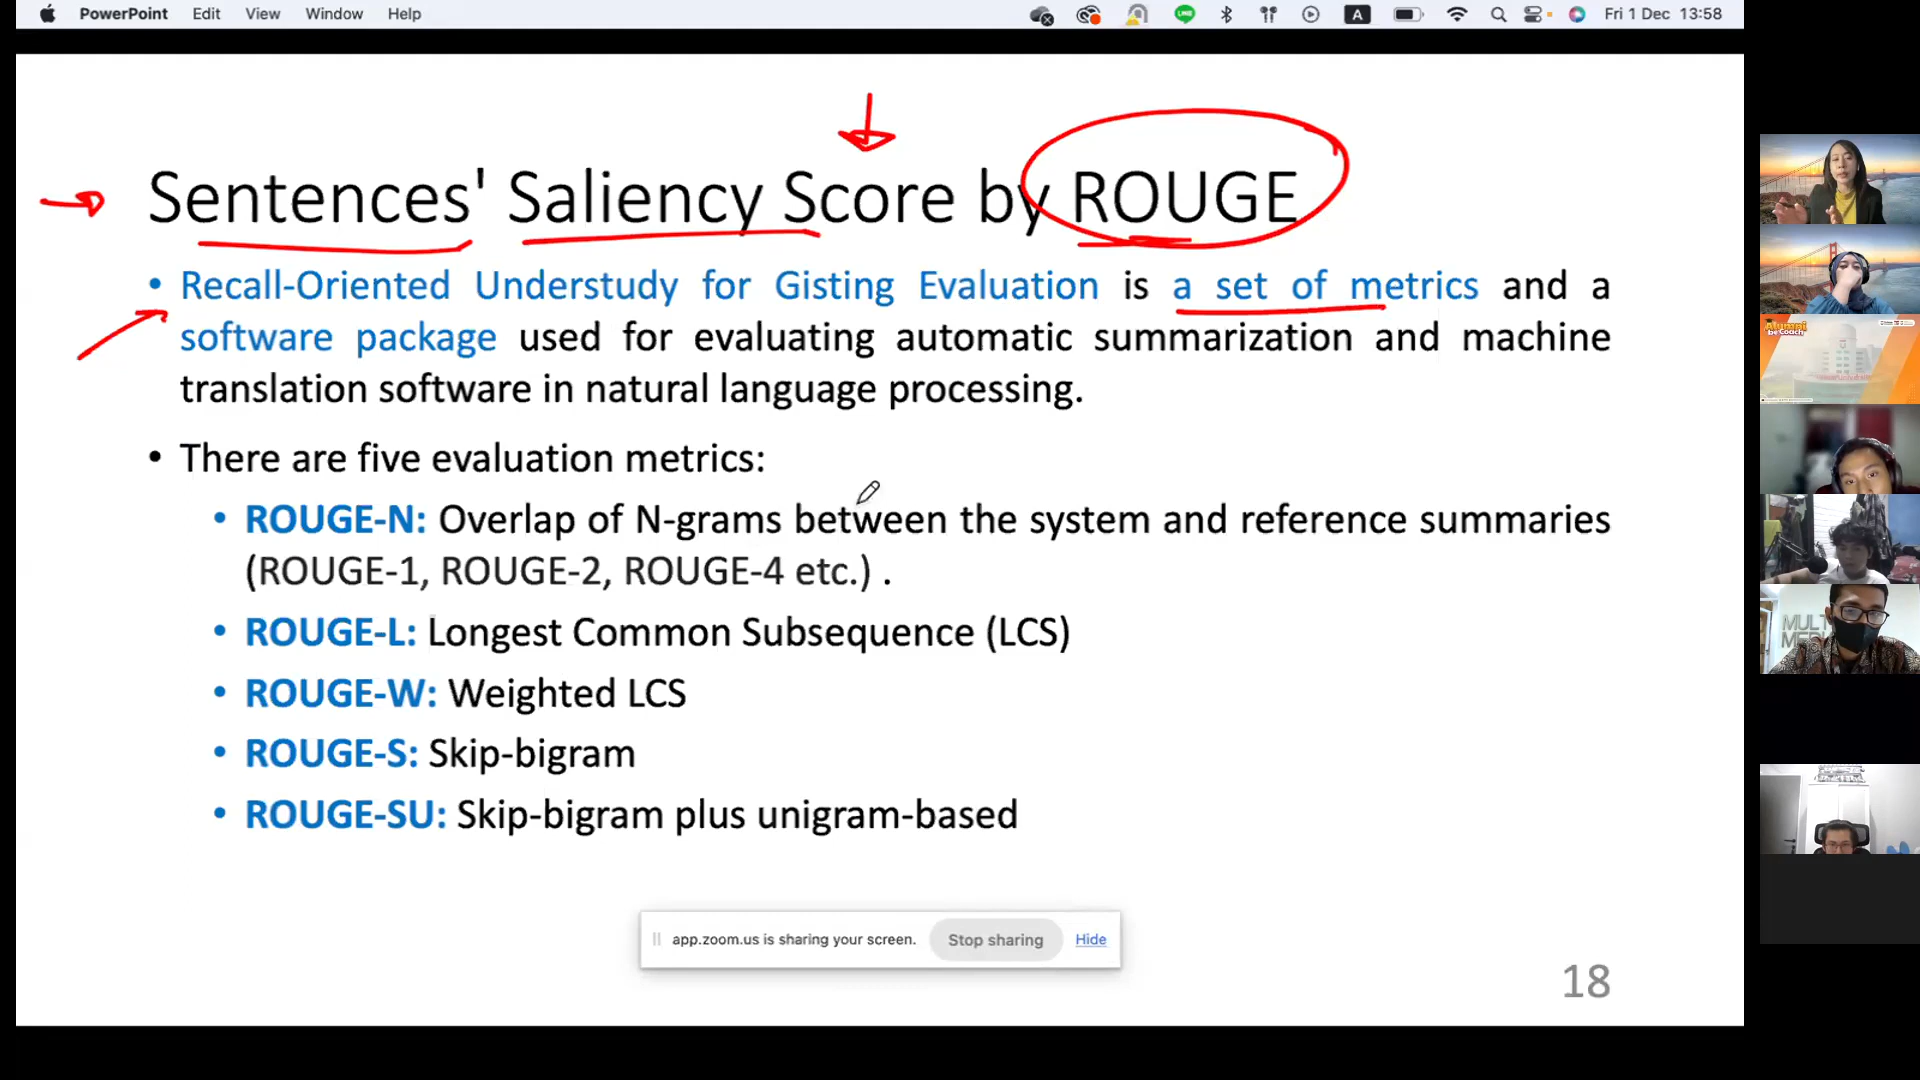 PowerPoint Edit View Window Help
A
Fri 1 Dec 13:58
Sentences' Saliency Score by ROUGE
• Recall-Oriented Understudy for Gisting Evaluation is a set of metrics and a
software package used for evaluating automatic summarization and machine
translation software in natural language processing.
• There are five evaluation metrics:
• ROUGE-N: Overlap of N-grams between the system and reference summaries
(ROUGE-1, ROUGE-2, ROUGE-4 etc.) .
• ROUGE-L: Longest Common Subsequence (LCS)
• ROUGE-W: Weighted LCS
• ROUGE-S: Skip-bigram
• ROUGE-SU: Skip-bigram plus unigram-based
app.zoom.us is sharing your screen. Stop sharing Hide
18
Alumni
be Coach